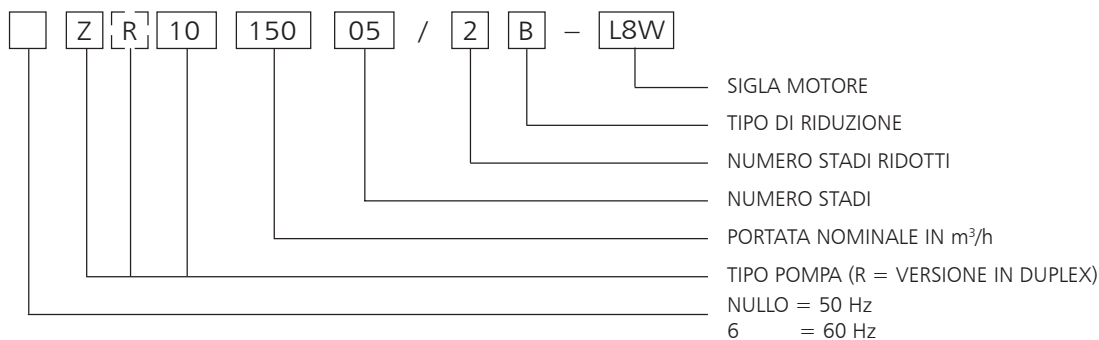 Z R 10 150 05 / 2 B – L8W
SIGLA MOTORE
TIPO DI RIDUZIONE
NUMERO STADI RIDOTTI
NUMERO STADI
PORTATA NOMINALE IN m³/h
TIPO POMPA (R = VERSIONE IN DUPLEX)
NULLO = 50 Hz
6 = 60 Hz